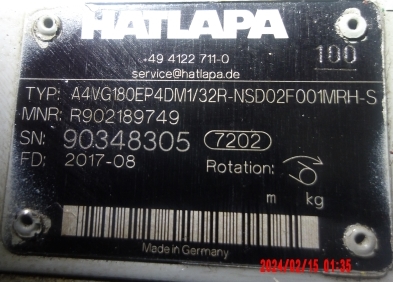 HATLAPA
+49 4122 711-0
service@hatlapa.de
100
TYP: A4VG180EP4DM1/32R-NSD02F001MRH-S
MNR: R902189749
SN: 90348305 7202
FD: 2017-08 Rotation:
m kg
Made in Germany
2024/02/15 01:35